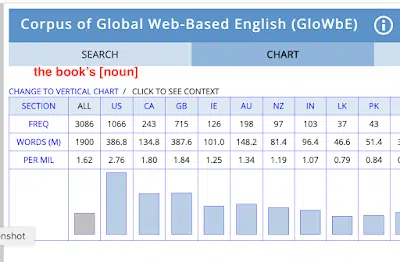 Corpus of Global Web-Based English (GloWbE)
SEARCH CHART
the book's [noun]
CHANGE TO VERTICAL CHART / CLICK TO SEE CONTEXT
SECTION ALL US CA GB IE AU NZ IN LK PK
FREQ 3086 1066 243 715 126 198 97 103 37 43
WORDS (M) 1900 386.8 134.8 387.6 101.0 148.2 81.4 96.4 46.6 51.4
PER MIL 1.62 2.76 1.80 1.84 1.25 1.34 1.19 1.07 0.79 0.84